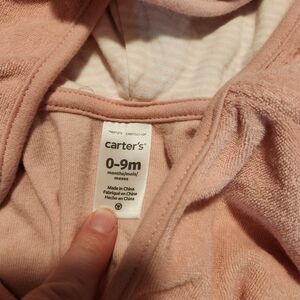 carter's
0-9m
months/mois/
meses
Made in China
Fabriqué en Chine
Hecho en China